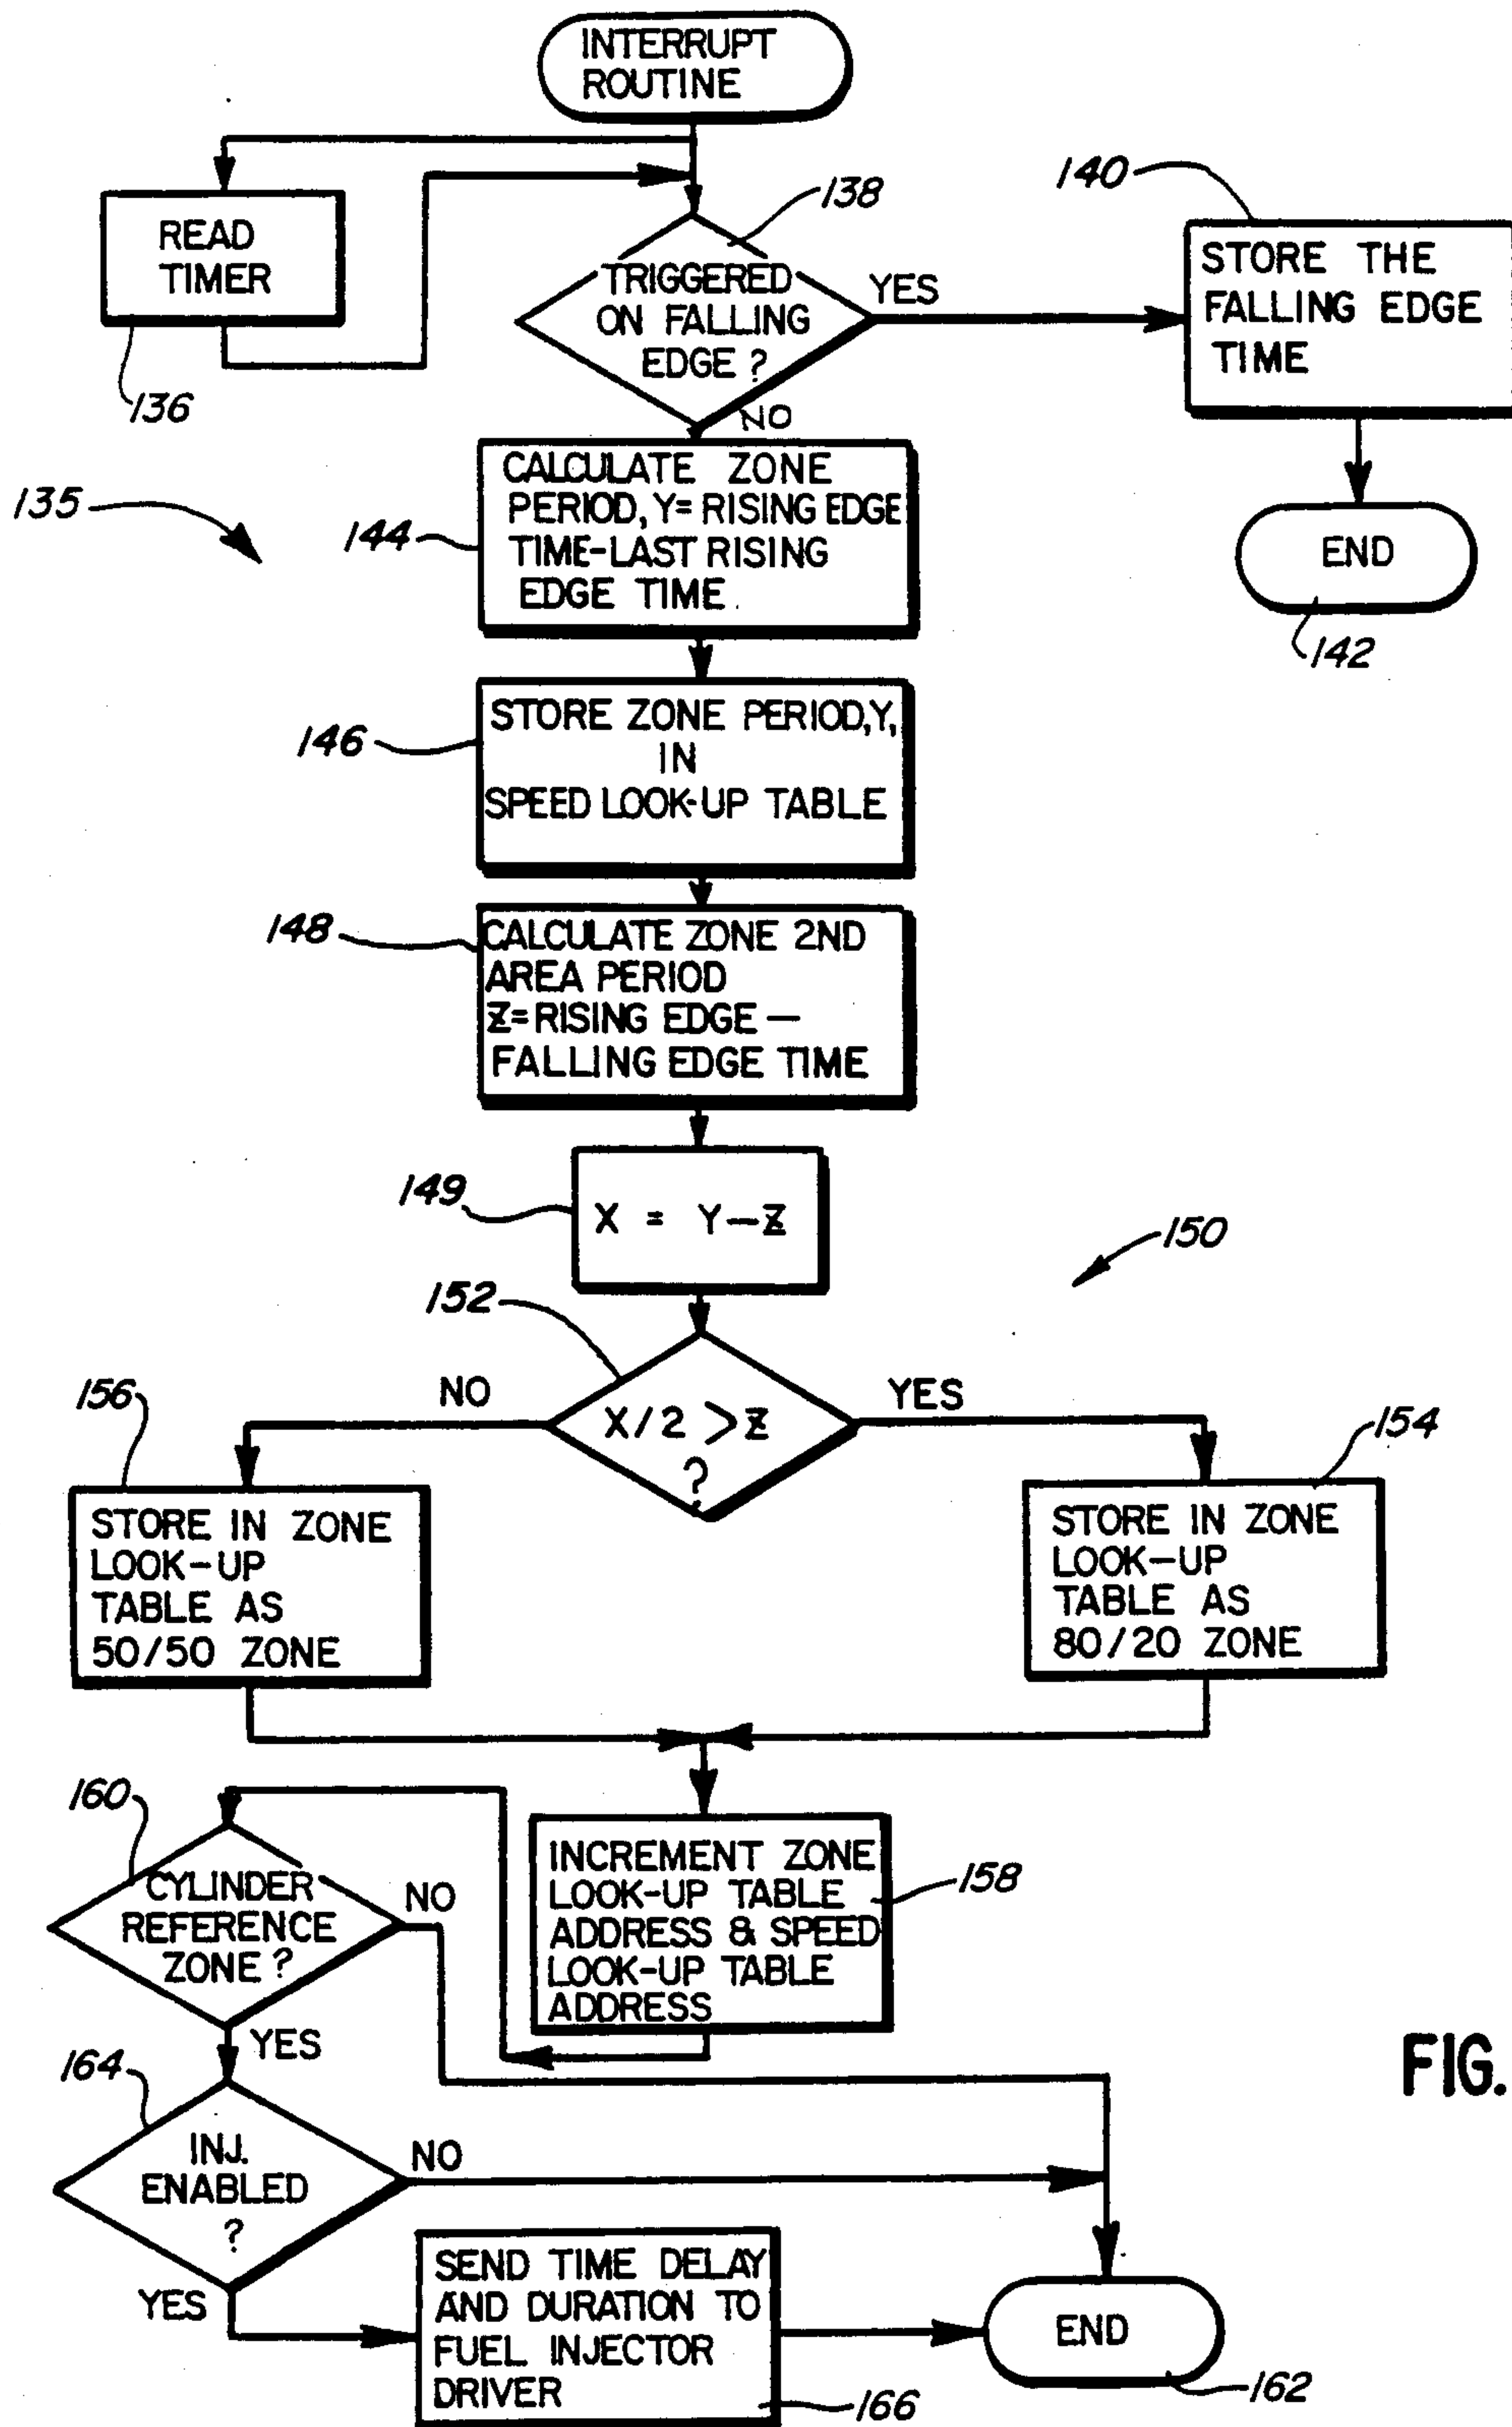 INTERRUPT
ROUTINE
READ
TIMER
136
138
TRIGGERED
ON FALLING
EDGE ?
YES
NO
140
STORE THE
FALLING EDGE
TIME
END
142
135
144
CALCULATE ZONE
PERIOD, Y= RISING EDGE
TIME-LAST RISING
EDGE TIME
146
STORE ZONE PERIOD,Y,
IN
SPEED LOOK-UP TABLE
148
CALCULATE ZONE 2ND
AREA PERIOD
Z=RISING EDGE —
FALLING EDGE TIME
149
X = Y—Z
150
152
X/2 >Z
?
NO
YES
156
STORE IN ZONE
LOOK-UP
TABLE AS
50/50 ZONE
154
STORE IN ZONE
LOOK-UP
TABLE AS
80/20 ZONE
158
INCREMENT ZONE
LOOK-UP TABLE
ADDRESS & SPEED
LOOK-UP TABLE
ADDRESS
160
CYLINDER
REFERENCE
ZONE ?
NO
YES
164
INJ.
ENABLED
?
NO
YES
SEND TIME DELAY
AND DURATION TO
FUEL INJECTOR
DRIVER
166
END
162
FIG.